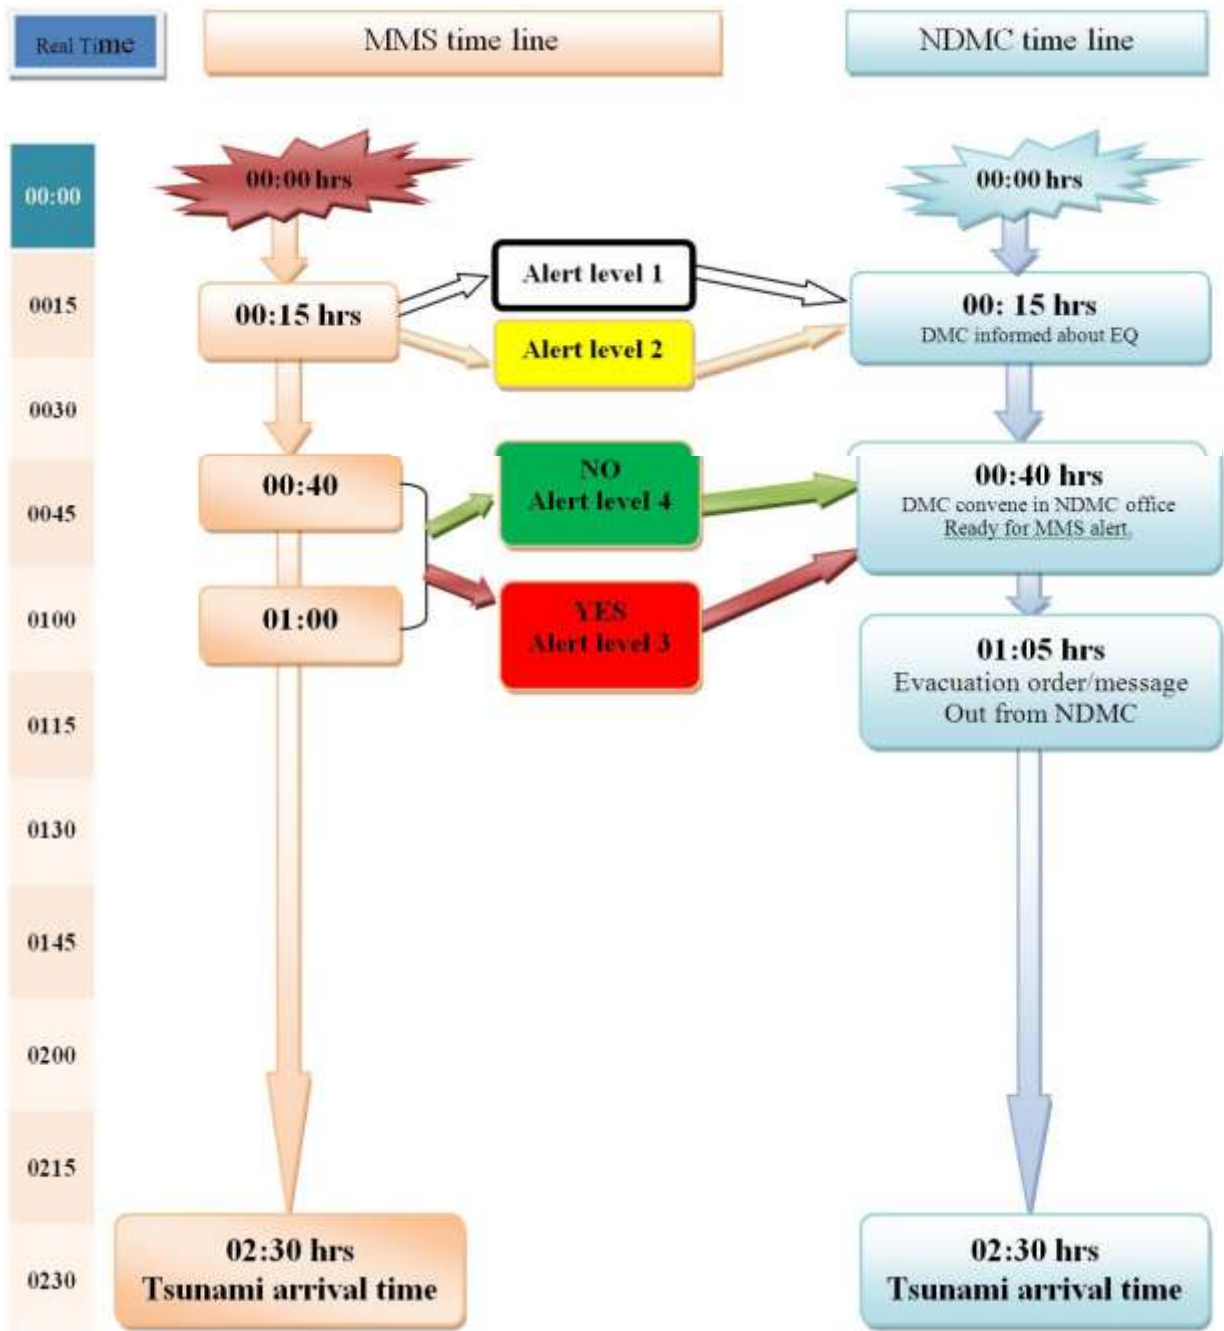 Real Time
MMS time line
NDMC time line
00:00
00:00 hrs
00:00 hrs
0015
00:15 hrs
Alert level 1
Alert level 2
00: 15 hrs
DMC informed about EQ
0030
0045
00:40
NO
Alert level 4
00:40 hrs
DMC convene in NDMC office
Ready for MMS alert.
0100
01:00
YES
Alert level 3
01:05 hrs
Evacuation order/message
Out from NDMC
0115
0130
0145
0200
0215
0230
02:30 hrs
Tsunami arrival time
02:30 hrs
Tsunami arrival time